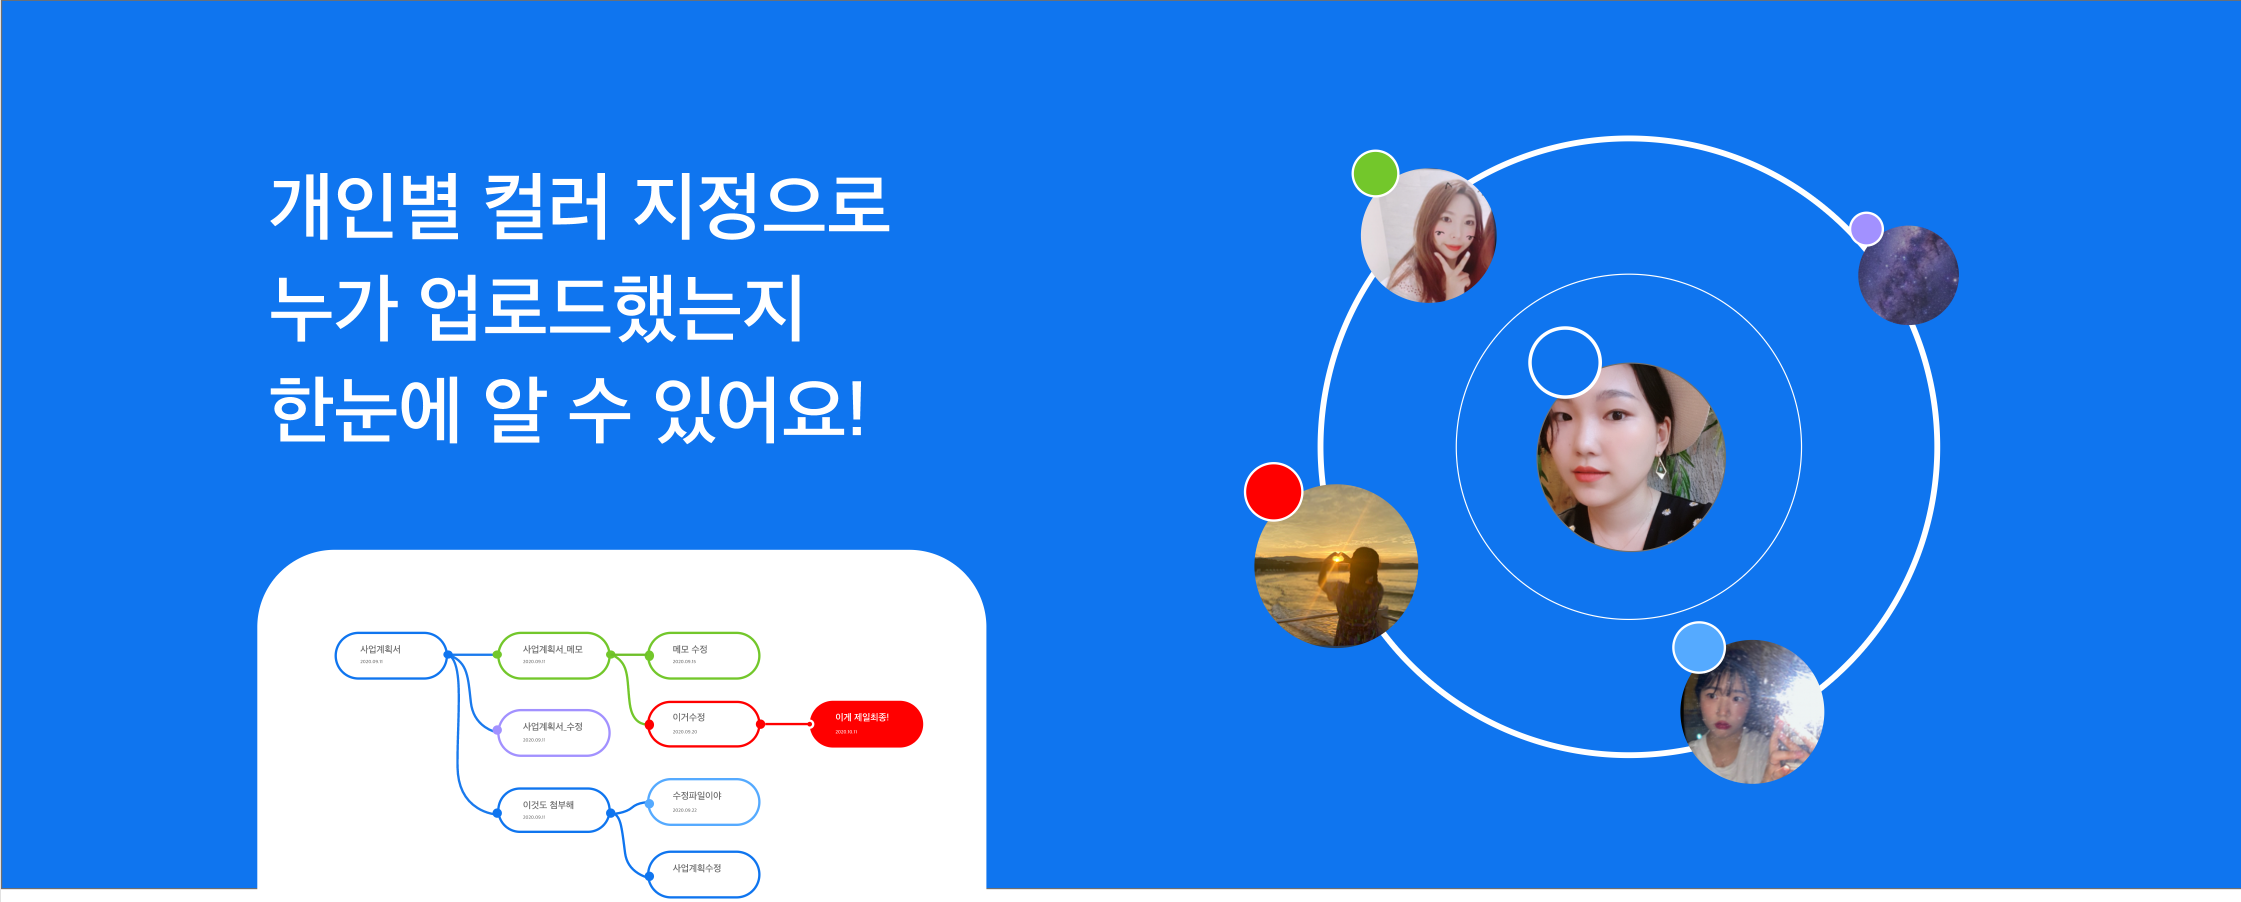 개인별 컬러 지정으로
누가 업로드했는지
한눈에 알 수 있어요!
사업계획서
2020.09.11
사업계획서_메모
2020.09.11
메모 수정
2020.09.15
사업계획서_수정
2020.09.11
이거수정
2020.09.20
이게 제일최종!
2020.10.11
이것도 첨부해
2020.09.11
수정파일이야
2020.09.22
사업계획수정